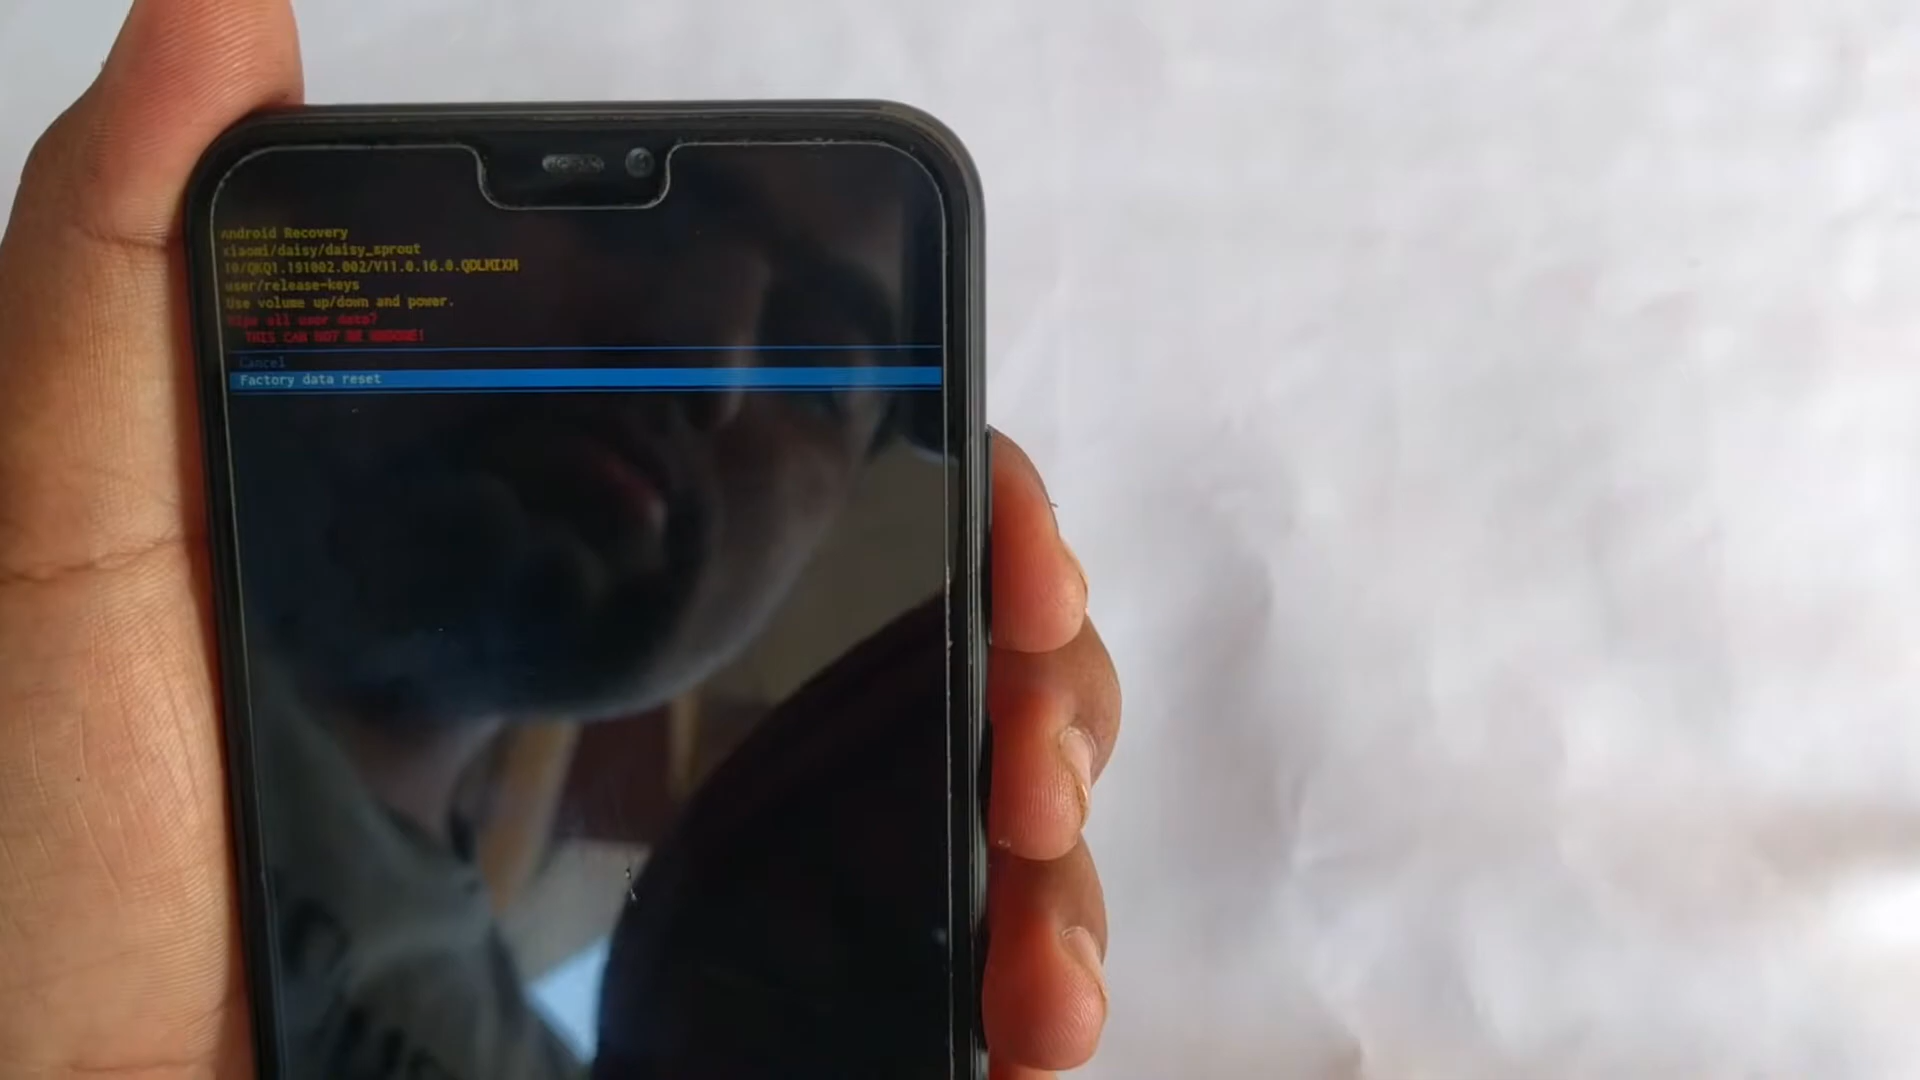 Android Recovery
xiaomi/daisy/daisy_sprout
10/QKQ1.191002.002/V11.0.16.0.QDLMIXM
user/release-keys
Use volume up/down and power.
Wipe all user data?
THIS CAN NOT BE UNDONE!
Cancel
Factory data reset